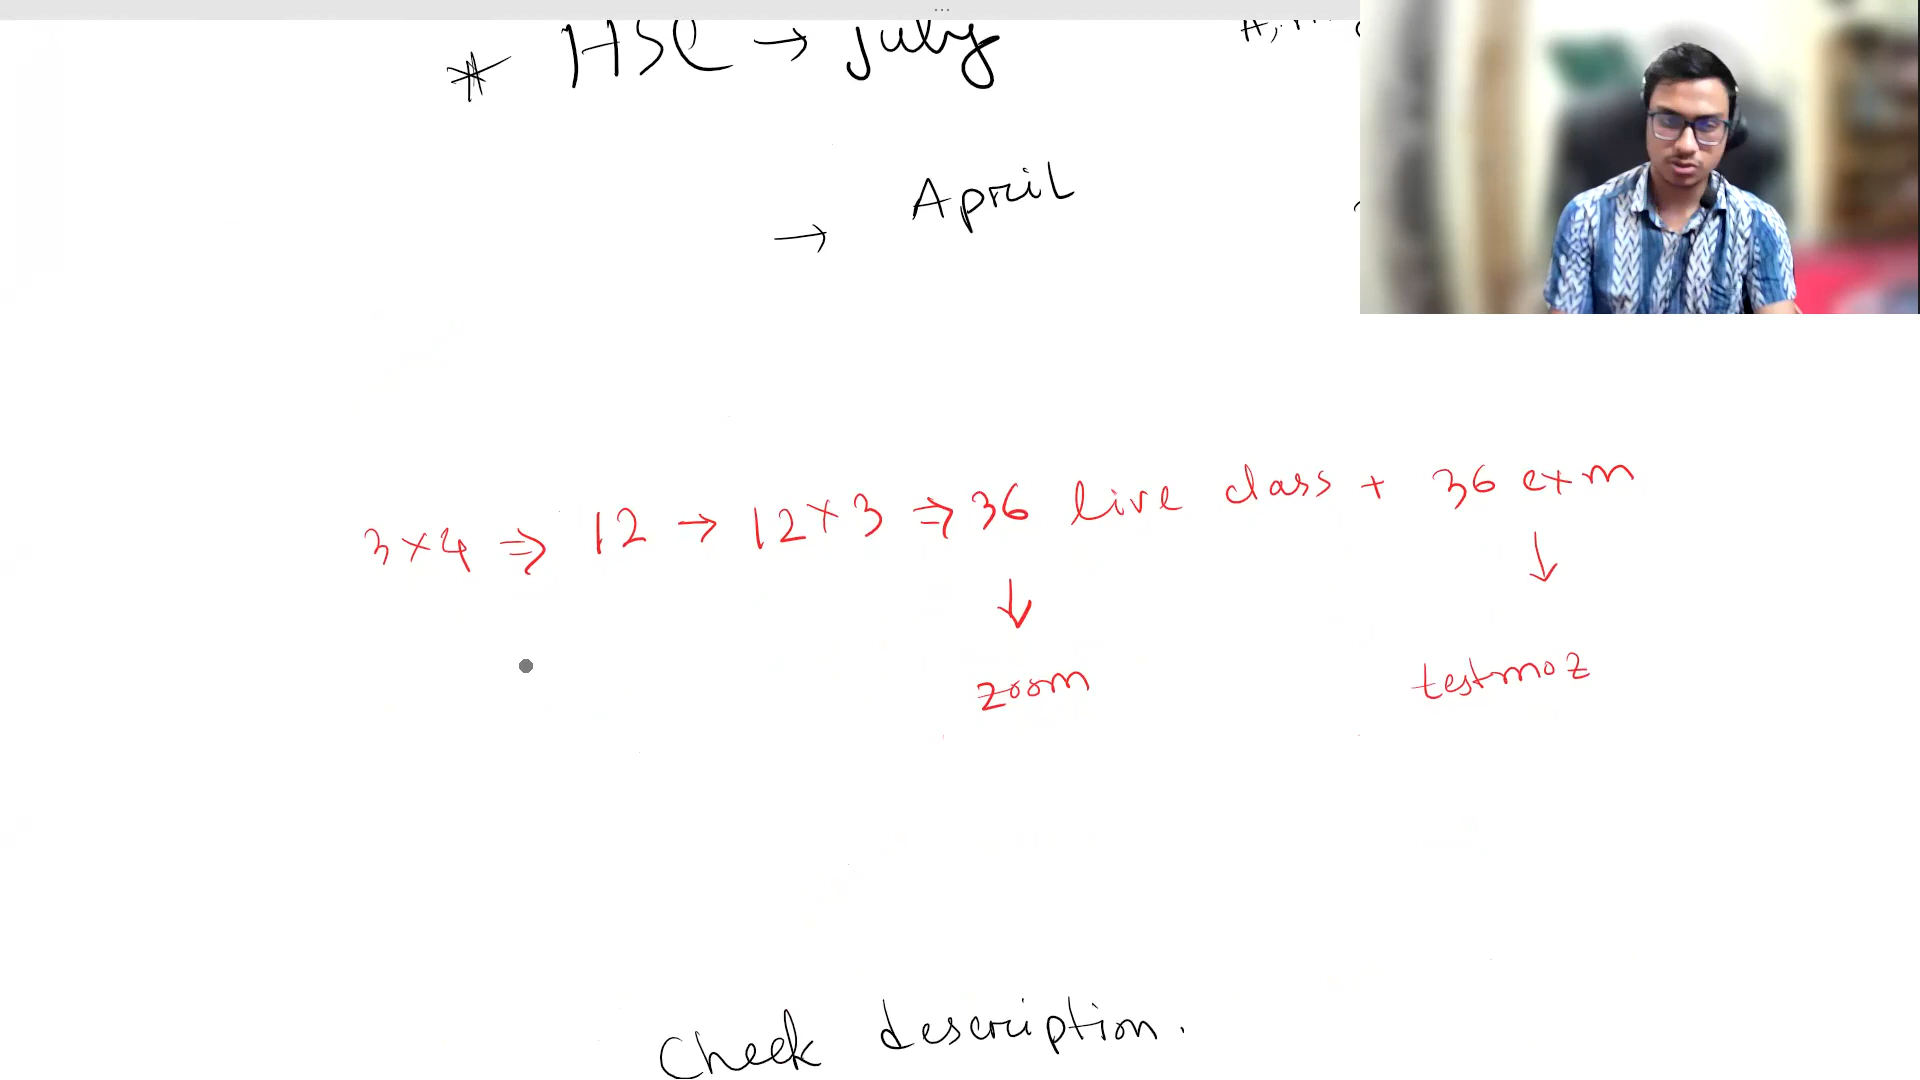 * HSC → july
→ April
3×4 ⇒ 12 → 12×3 ⇒ 36 live class + 36 exm
↓ ↓
zoom testmoz
Check description.